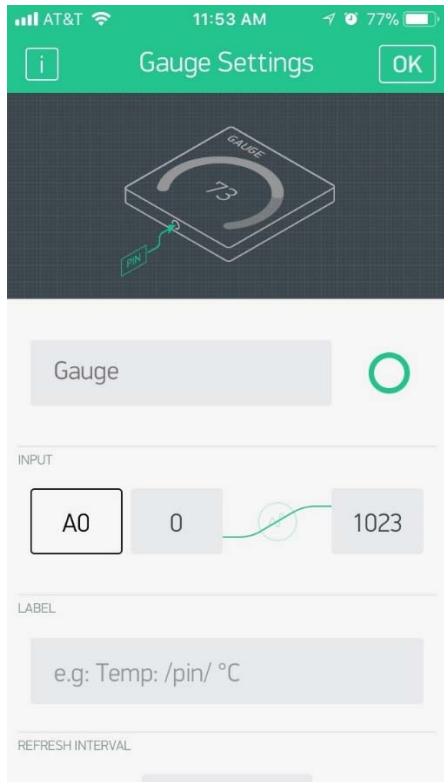 AT&T 11:53 AM 77%
i Gauge Settings OK
GAUGE
73
PIN
Gauge
INPUT
A0 0 1023
LABEL
e.g: Temp: /pin/ °C
REFRESH INTERVAL